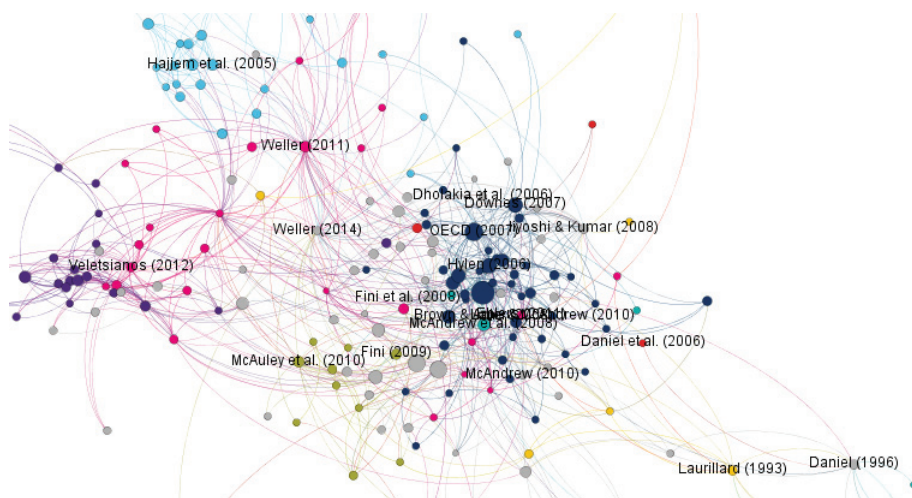 Hajjem et al. (2005)
Weller (2011)
Dholakia et al. (2006)
Downes (2007)
Weller (2014)
OECD (2007)
Iiyoshi & Kumar (2008)
Veletsianos (2012)
Hylen (2006)
Fini et al. (2008)
Brown &
McAndrew (2010)
McAndrew et al. (2008)
Daniel et al. (2006)
McAuley et al. (2010)
Fini (2009)
McAndrew (2010)
Laurillard (1993)
Daniel (1996)